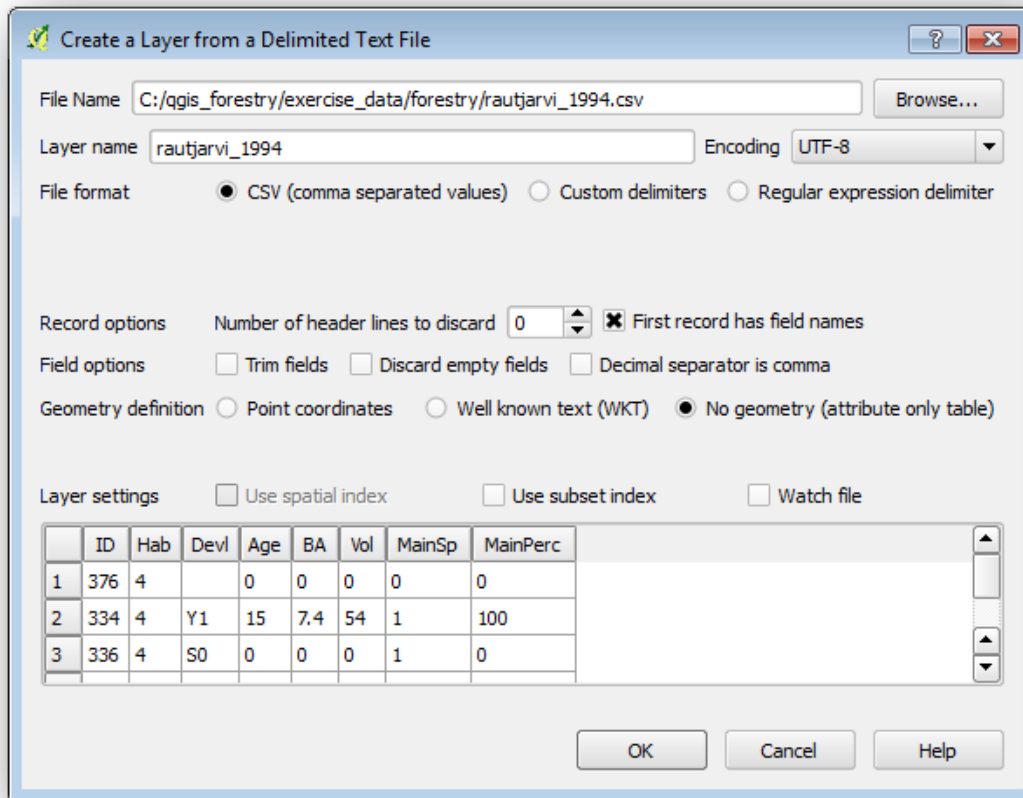 Create a Layer from a Delimited Text File
File Name C:/qgis_forestry/exercise_data/forestry/rautjarvi_1994.csv Browse...
Layer name rautjarvi_1994 Encoding UTF-8
File format CSV (comma separated values) Custom delimiters Regular expression delimiter
Record options Number of header lines to discard 0 First record has field names
Field options Trim fields Discard empty fields Decimal separator is comma
Geometry definition Point coordinates Well known text (WKT) No geometry (attribute only table)
Layer settings Use spatial index Use subset index Watch file
ID Hab Devl Age BA Vol MainSp MainPerc
1 376 4 0 0 0 0 0
2 334 4 Y1 15 7.4 54 1 100
3 336 4 S0 0 0 0 1 0
OK Cancel Help